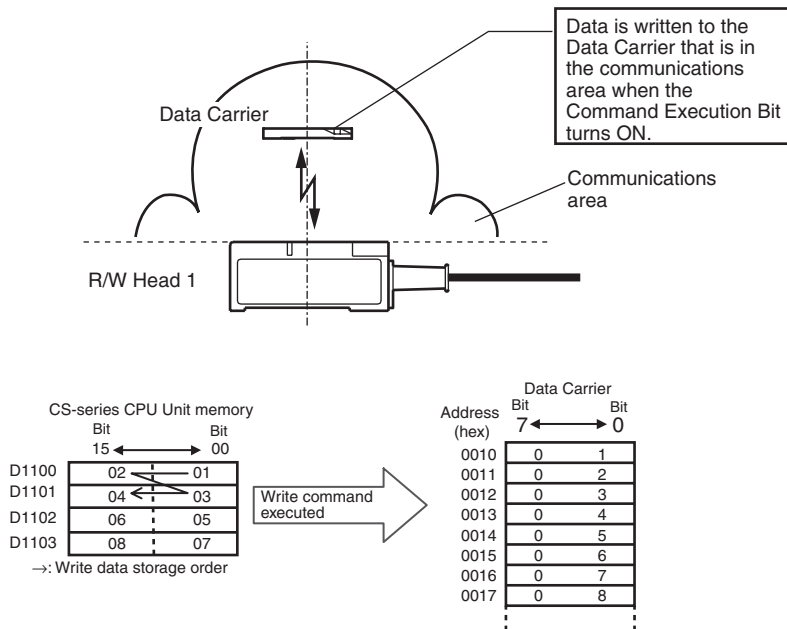 Data is written to the
Data Carrier that is in
the communications
area when the
Command Execution Bit
turns ON.
Data Carrier
Communications
area
R/W Head 1
CS-series CPU Unit memory
Bit Bit
15 00
D1100 02 01
D1101 04 03
D1102 06 05
D1103 08 07
→: Write data storage order
Write command
executed
Data Carrier
Address Bit Bit
(hex) 7 0
0010 0 1
0011 0 2
0012 0 3
0013 0 4
0014 0 5
0015 0 6
0016 0 7
0017 0 8